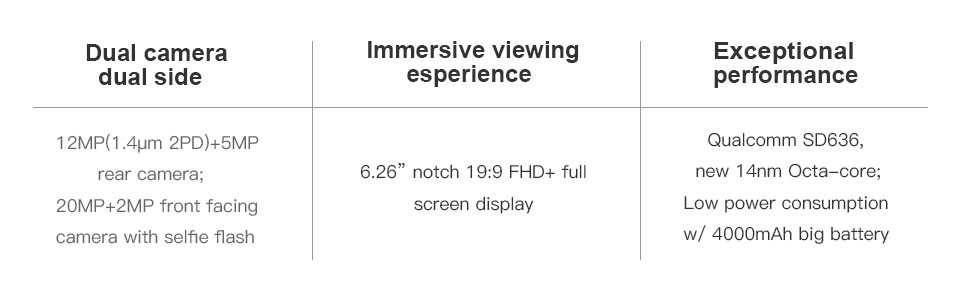 Dual camera
dual side
Immersive viewing
esperience
Exceptional
performance
12MP(1.4μm 2PD)+5MP
rear camera;
20MP+2MP front facing
camera with selfie flash
6.26” notch 19:9 FHD+ full
screen display
Qualcomm SD636,
new 14nm Octa-core;
Low power consumption
w/ 4000mAh big battery